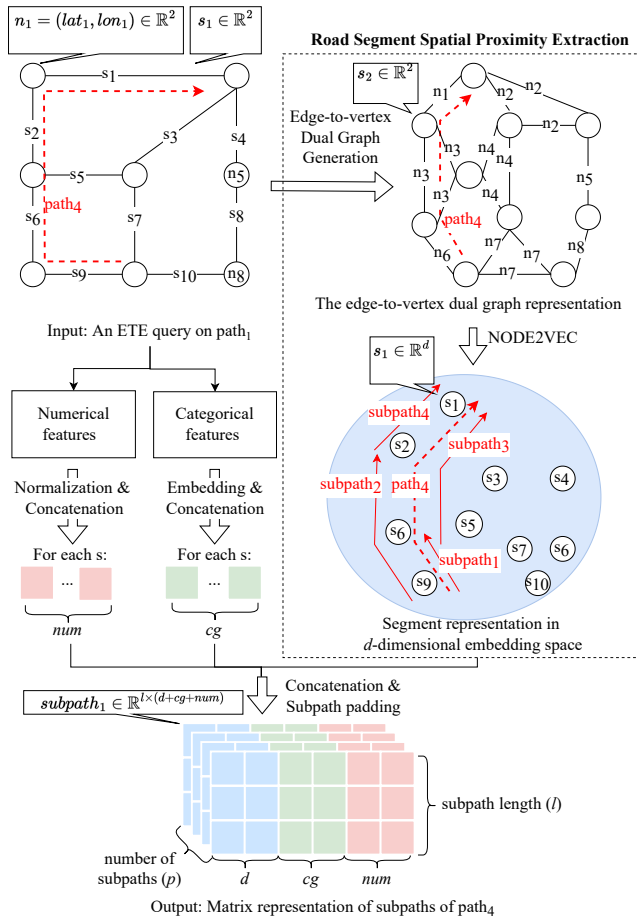 n₁ = (lat₁, lon₁) ∈ ℝ²
s₁ ∈ ℝ²
s₁
s₂
s₃
s₄
s₅
n₅
s₆
path₄
s₇
s₈
s₉
s₁₀
n₈
Edge-to-vertex
Dual Graph
Generation
Road Segment Spatial Proximity Extraction
s₂ ∈ ℝ²
n₁
n₂
n₂
n₂
n₃
n₄
n₃
n₄
n₄
n₅
n₃
path₄
n₆
n₇
n₇
n₈
n₇
The edge-to-vertex dual graph representation
NODE2VEC
s₁ ∈ ℝᵈ
subpath₄
s₁
s₂
subpath₃
subpath₂
path₄
s₃
s₄
s₆
s₅
s₇
s₆
subpath₁
s₉
s₁₀
Segment representation in
d-dimensional embedding space
Input: An ETE query on path₁
Numerical
features
Categorical
features
Normalization &
Concatenation
Embedding &
Concatenation
For each s:
For each s:
...
...
num
cg
subpath₁ ∈ ℝˡ ˣ ⁽ᵈ⁺ᶜᵍ⁺ⁿᵘᵐ⁾
Concatenation &
Subpath padding
subpath length (l)
number of
subpaths (p)
d
cg
num
Output: Matrix representation of subpaths of path₄